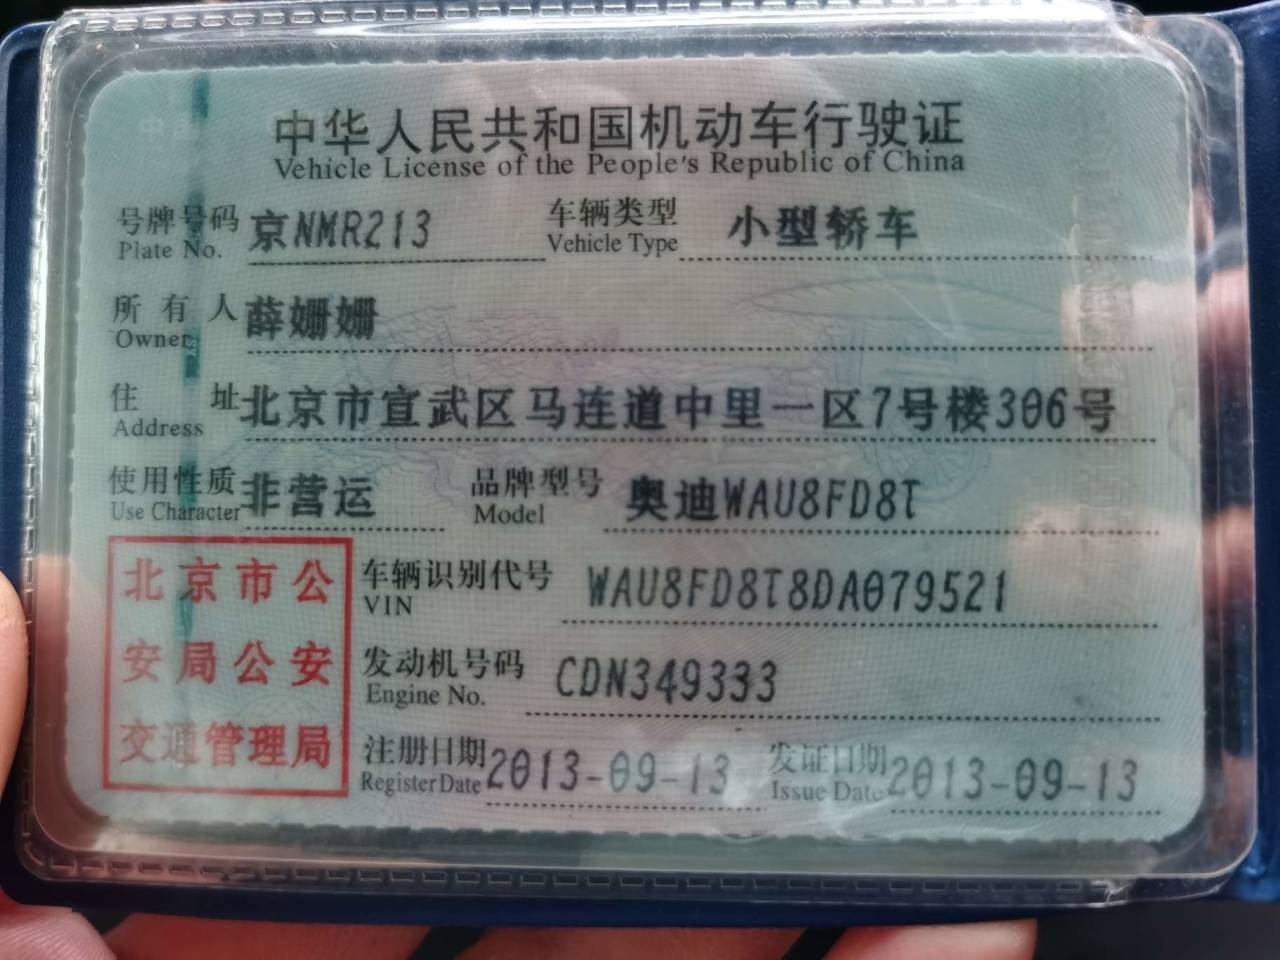 中华人民共和国机动车行驶证
Vehicle License of the People's Republic of China
号牌号码 京NMR213 车辆类型 小型轿车
Plate No. Vehicle Type
所有人 薛姗姗
Owner
住址 北京市宣武区马连道中里一区7号楼306号
Address
使用性质 非营运 品牌型号 奥迪WAU8FD8T
Use Character Model
车辆识别代号 WAU8FD8T8DA079521
VIN
发动机号码 CDN349333
Engine No.
注册日期 2013-09-13 发证日期 2013-09-13
Register Date Issue Date
北京市公
安局公安
交通管理局